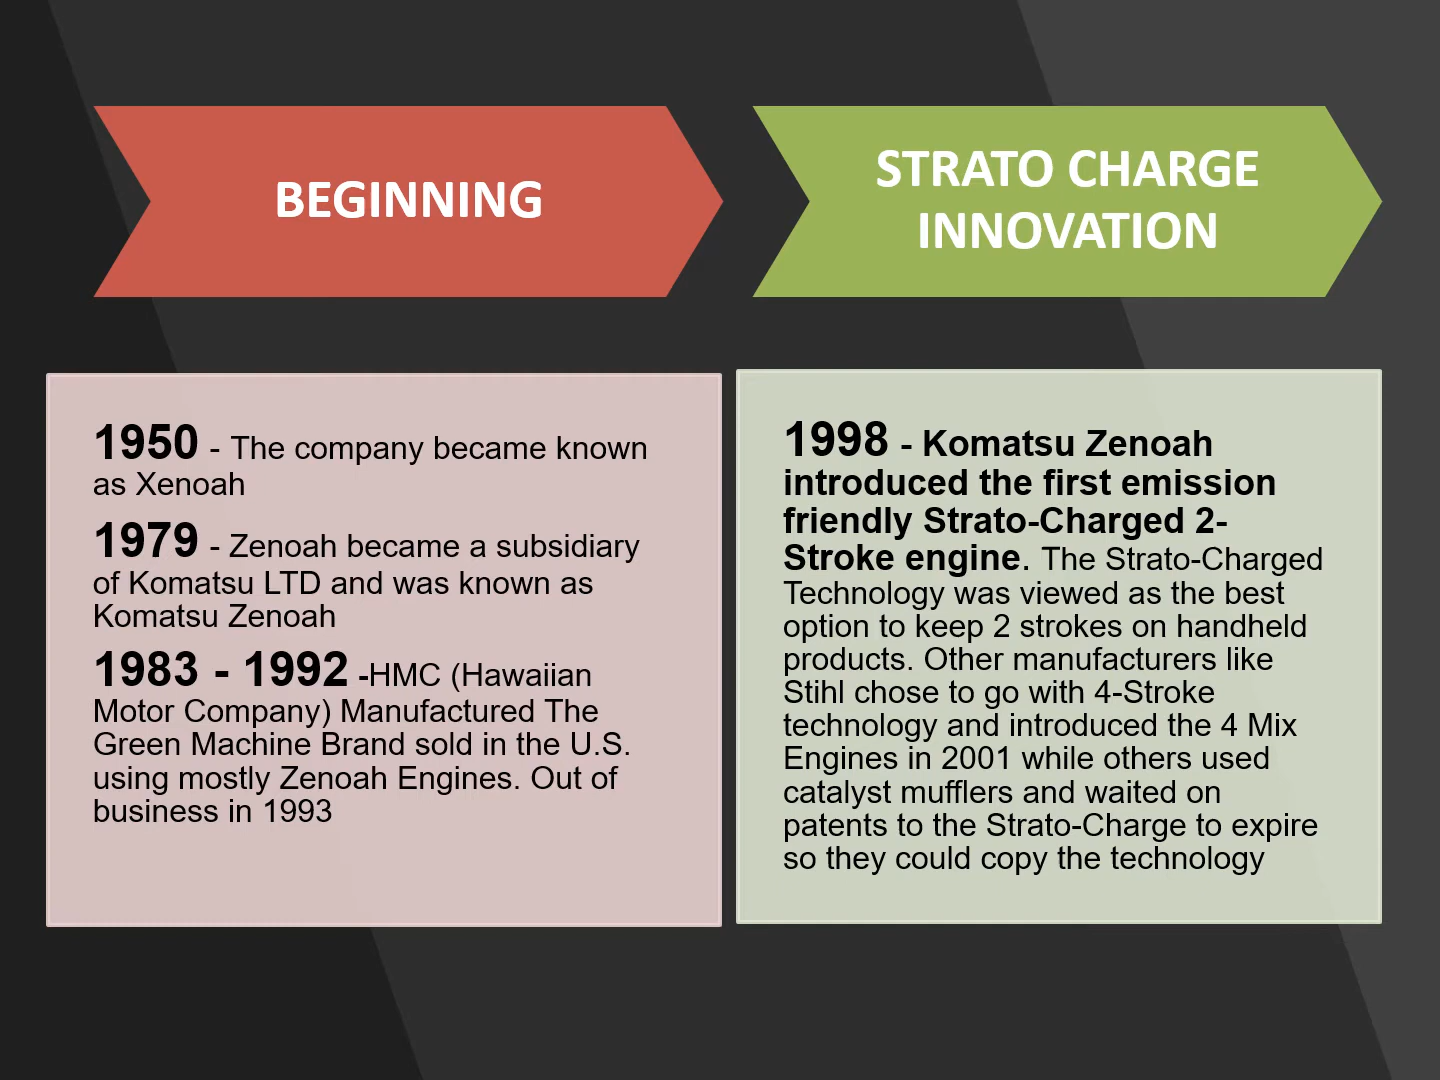 BEGINNING
STRATO CHARGE
INNOVATION
1950 - The company became known
as Xenoah
1979 - Zenoah became a subsidiary
of Komatsu LTD and was known as
Komatsu Zenoah
1983 - 1992 -HMC (Hawaiian
Motor Company) Manufactured The
Green Machine Brand sold in the U.S.
using mostly Zenoah Engines. Out of
business in 1993
1998 - Komatsu Zenoah
introduced the first emission
friendly Strato-Charged 2-
Stroke engine. The Strato-Charged
Technology was viewed as the best
option to keep 2 strokes on handheld
products. Other manufacturers like
Stihl chose to go with 4-Stroke
technology and introduced the 4 Mix
Engines in 2001 while others used
catalyst mufflers and waited on
patents to the Strato-Charge to expire
so they could copy the technology